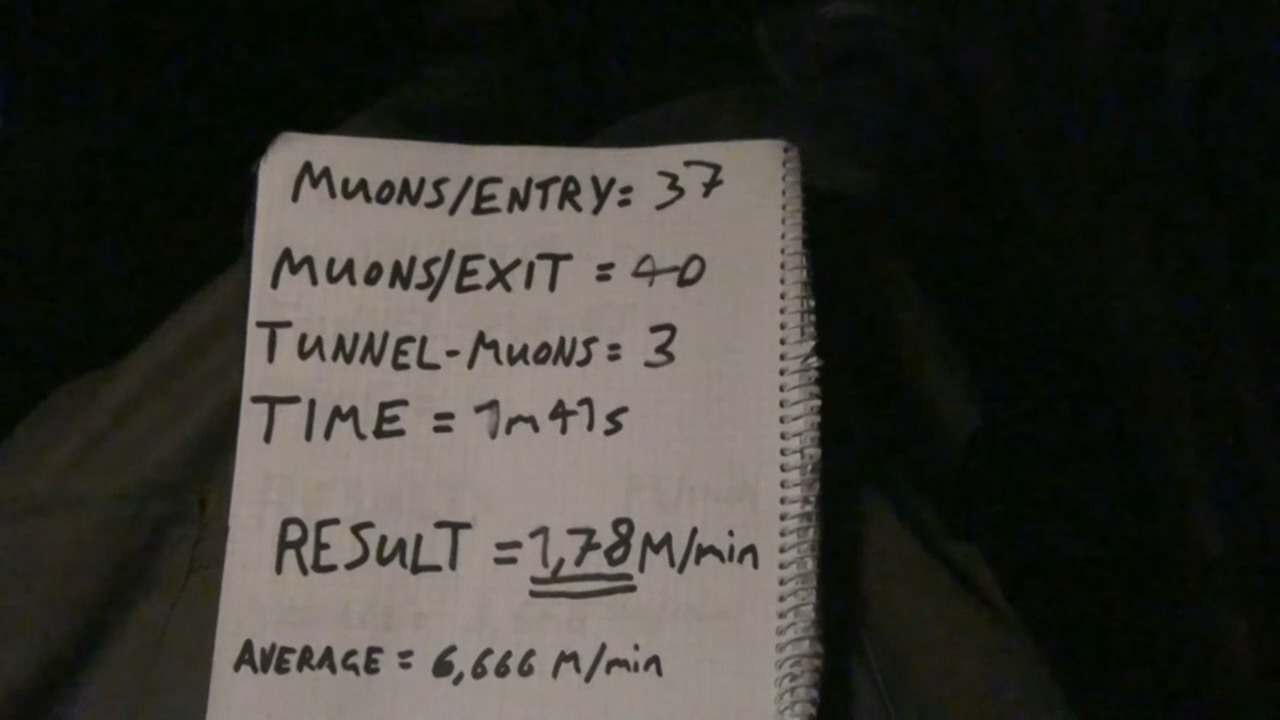 MUONS/ENTRY= 37
MUONS/EXIT = 40
TUNNEL-MUONS= 3
TIME = 1m41s
RESULT = 1,78 M/min
AVERAGE = 6,666 M/min